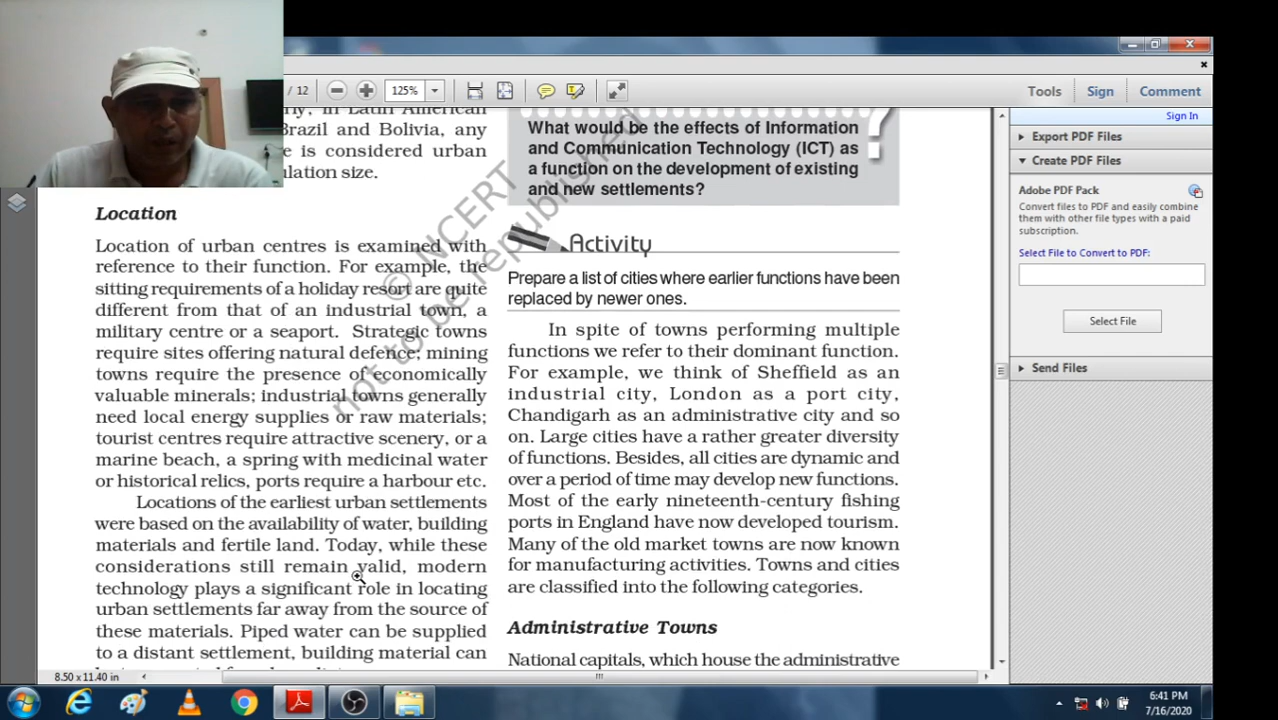 / 12
125%
Tools
Sign
Comment
Sign In
Export PDF Files
Create PDF Files
Adobe PDF Pack
Convert files to PDF and easily combine
them with other file types with a paid
subscription.
Select File to Convert to PDF:
Select File
Send Files
in Latin American
Brazil and Bolivia, any
e is considered urban
ulation size.
Location
Location of urban centres is examined with
reference to their function. For example, the
sitting requirements of a holiday resort are quite
different from that of an industrial town, a
military centre or a seaport. Strategic towns
require sites offering natural defence; mining
towns require the presence of economically
valuable minerals; industrial towns generally
need local energy supplies or raw materials;
tourist centres require attractive scenery, or a
marine beach, a spring with medicinal water
or historical relics, ports require a harbour etc.
Locations of the earliest urban settlements
were based on the availability of water, building
materials and fertile land. Today, while these
considerations still remain valid, modern
technology plays a significant role in locating
urban settlements far away from the source of
these materials. Piped water can be supplied
to a distant settlement, building material can
What would be the effects of Information
and Communication Technology (ICT) as
a function on the development of existing
and new settlements?
?
Activity
Prepare a list of cities where earlier functions have been
replaced by newer ones.
In spite of towns performing multiple
functions we refer to their dominant function.
For example, we think of Sheffield as an
industrial city, London as a port city,
Chandigarh as an administrative city and so
on. Large cities have a rather greater diversity
of functions. Besides, all cities are dynamic and
over a period of time may develop new functions.
Most of the early nineteenth-century fishing
ports in England have now developed tourism.
Many of the old market towns are now known
for manufacturing activities. Towns and cities
are classified into the following categories.
Administrative Towns
National capitals, which house the administrative
© NCERT
not to be republished
8.50 x 11.40 in
6:41 PM
7/16/2020